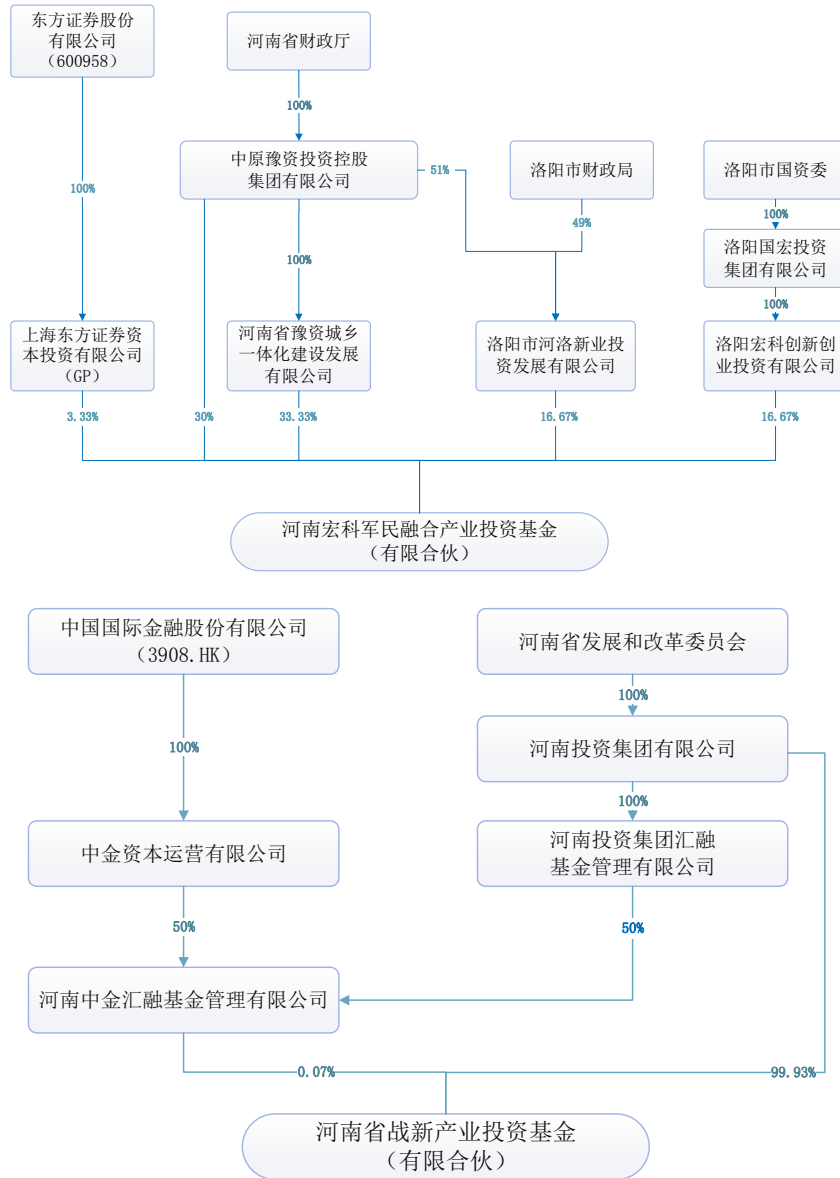 东方证券股份
有限公司
（600958）
河南省财政厅
100%
中原豫资投资控股
集团有限公司
51%
洛阳市财政局
洛阳市国资委
100%
49%
100%
洛阳国宏投资
集团有限公司
100%
100%
上海东方证券资
本投资有限公司
（GP）
河南省豫资城乡
一体化建设发展
有限公司
洛阳市河洛新业投
资发展有限公司
洛阳宏科创新创
业投资有限公司
3.33%
30%
33.33%
16.67%
16.67%
河南宏科军民融合产业投资基金
（有限合伙）
中国国际金融股份有限公司
（3908.HK）
河南省发展和改革委员会
100%
100%
河南投资集团有限公司
100%
中金资本运营有限公司
河南投资集团汇融
基金管理有限公司
50%
50%
河南中金汇融基金管理有限公司
0.07%
99.93%
河南省战新产业投资基金
（有限合伙）